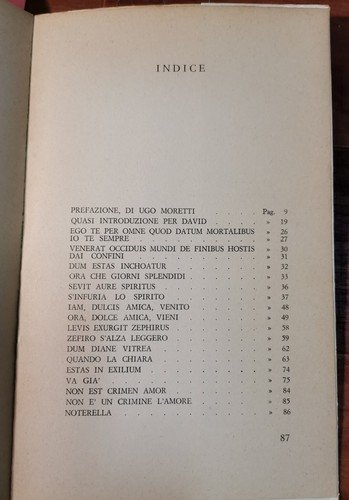 INDICE
PREFAZIONE, DI UGO MORETTI . . . . Pag. 9
QUASI INTRODUZIONE PER DAVID . . . . » 19
EGO TE PER OMNE QUOD DATUM MORTALIBUS » 26
IO TE SEMPRE . . . . » 27
VENERAT OCCIDUIS MUNDI DE FINIBUS HOSTIS » 30
DAI CONFINI . . . . » 31
DUM ESTAS INCHOATUR . . . . » 32
ORA CHE GIORNI SPLENDIDI . . . . » 33
SEVIT AURE SPIRITUS . . . . » 36
S'INFURIA LO SPIRITO . . . . » 37
IAM, DULCIS AMICA, VENITO . . . . » 48
ORA, DOLCE AMICA, VIENI . . . . » 49
LEVIS EXURGIT ZEPHIRUS . . . . » 58
ZEFIRO S'ALZA LEGGERO . . . . » 59
DUM DIANE VITREA . . . . » 62
QUANDO LA CHIARA . . . . » 63
ESTAS IN EXILIUM . . . . » 74
VA GIA' . . . . » 75
NON EST CRIMEN AMOR . . . . » 84
NON E' UN CRIMINE L'AMORE . . . . » 85
NOTERELLA . . . . » 86
87